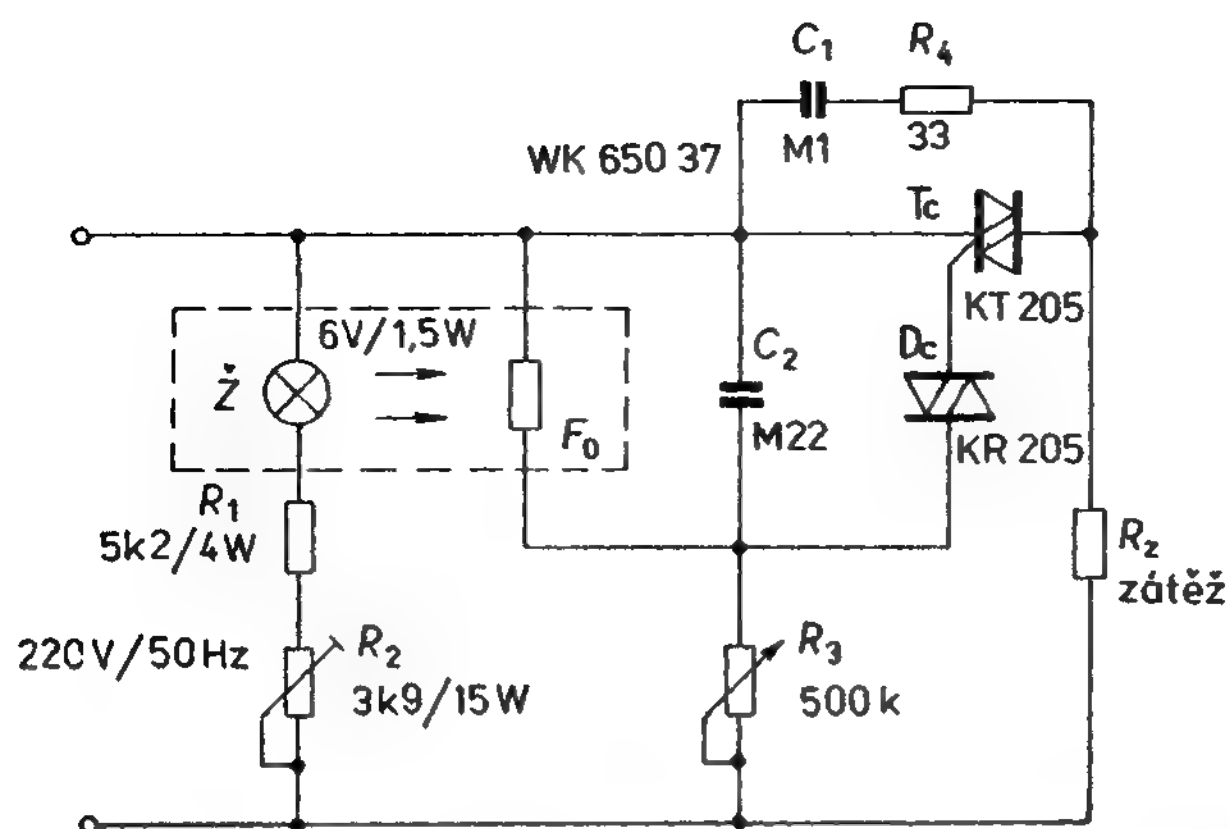 C1
R4
M1
33
WK 650 37
Tc
KT 205
6V/1,5W
Ž
F0
C2
M22
Dc
KR 205
R1
5k2/4W
Rz
zátěž
220V/50Hz
R2
3k9/15W
R3
500k